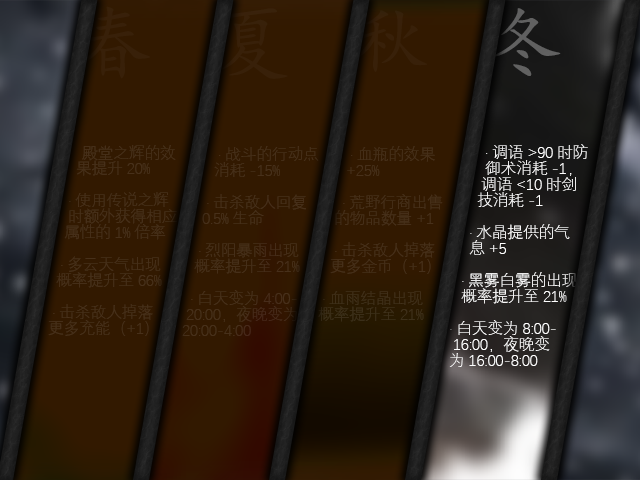 春
殿堂之辉的效
果提升 20%
· 使用传说之辉
时额外获得相应
属性的 1% 倍率
· 多云天气出现
概率提升至 66%
· 击杀敌人掉落
更多充能（+1）
夏
· 战斗的行动点
消耗 -15%
· 击杀敌人回复
0.5% 生命
· 烈阳暴雨出现
概率提升至 21%
· 白天变为 4:00-
20:00，夜晚变为
20:00-4:00
秋
· 血瓶的效果
+25%
· 荒野行商出售
的物品数量 +1
· 击杀敌人掉落
更多金币（+1）
· 血雨结晶出现
概率提升至 21%
冬
· 调语 >90 时防
御术消耗 -1，
调语 <10 时剑
技消耗 -1
· 水晶提供的气
息 +5
· 黑雾白雾的出现
概率提升至 21%
· 白天变为 8:00-
16:00，夜晚变
为 16:00-8:00